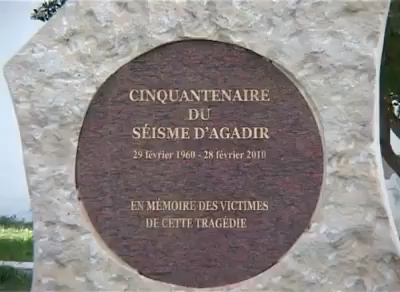 CINQUANTENAIRE
DU
SÉISME D'AGADIR
29 février 1960 - 28 février 2010
EN MÉMOIRE DES VICTIMES
DE CETTE TRAGÉDIE